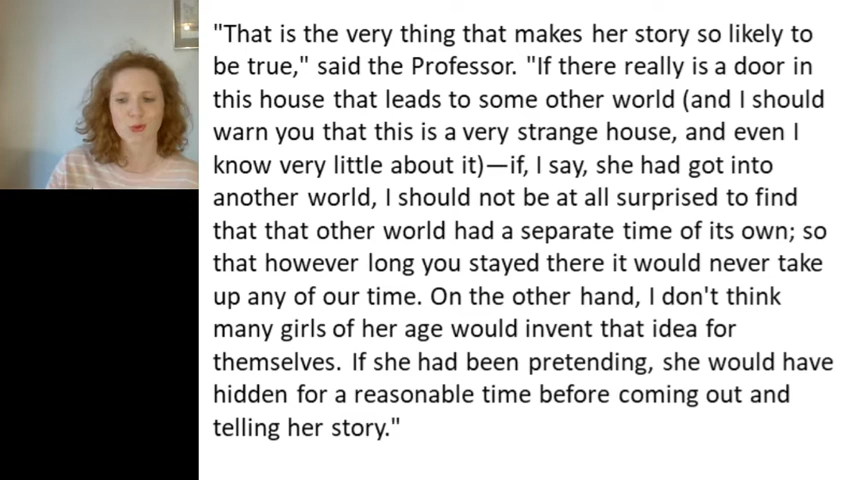 "That is the very thing that makes her story so likely to
be true," said the Professor. "If there really is a door in
this house that leads to some other world (and I should
warn you that this is a very strange house, and even I
know very little about it)—if, I say, she had got into
another world, I should not be at all surprised to find
that that other world had a separate time of its own; so
that however long you stayed there it would never take
up any of our time. On the other hand, I don't think
many girls of her age would invent that idea for
themselves. If she had been pretending, she would have
hidden for a reasonable time before coming out and
telling her story."